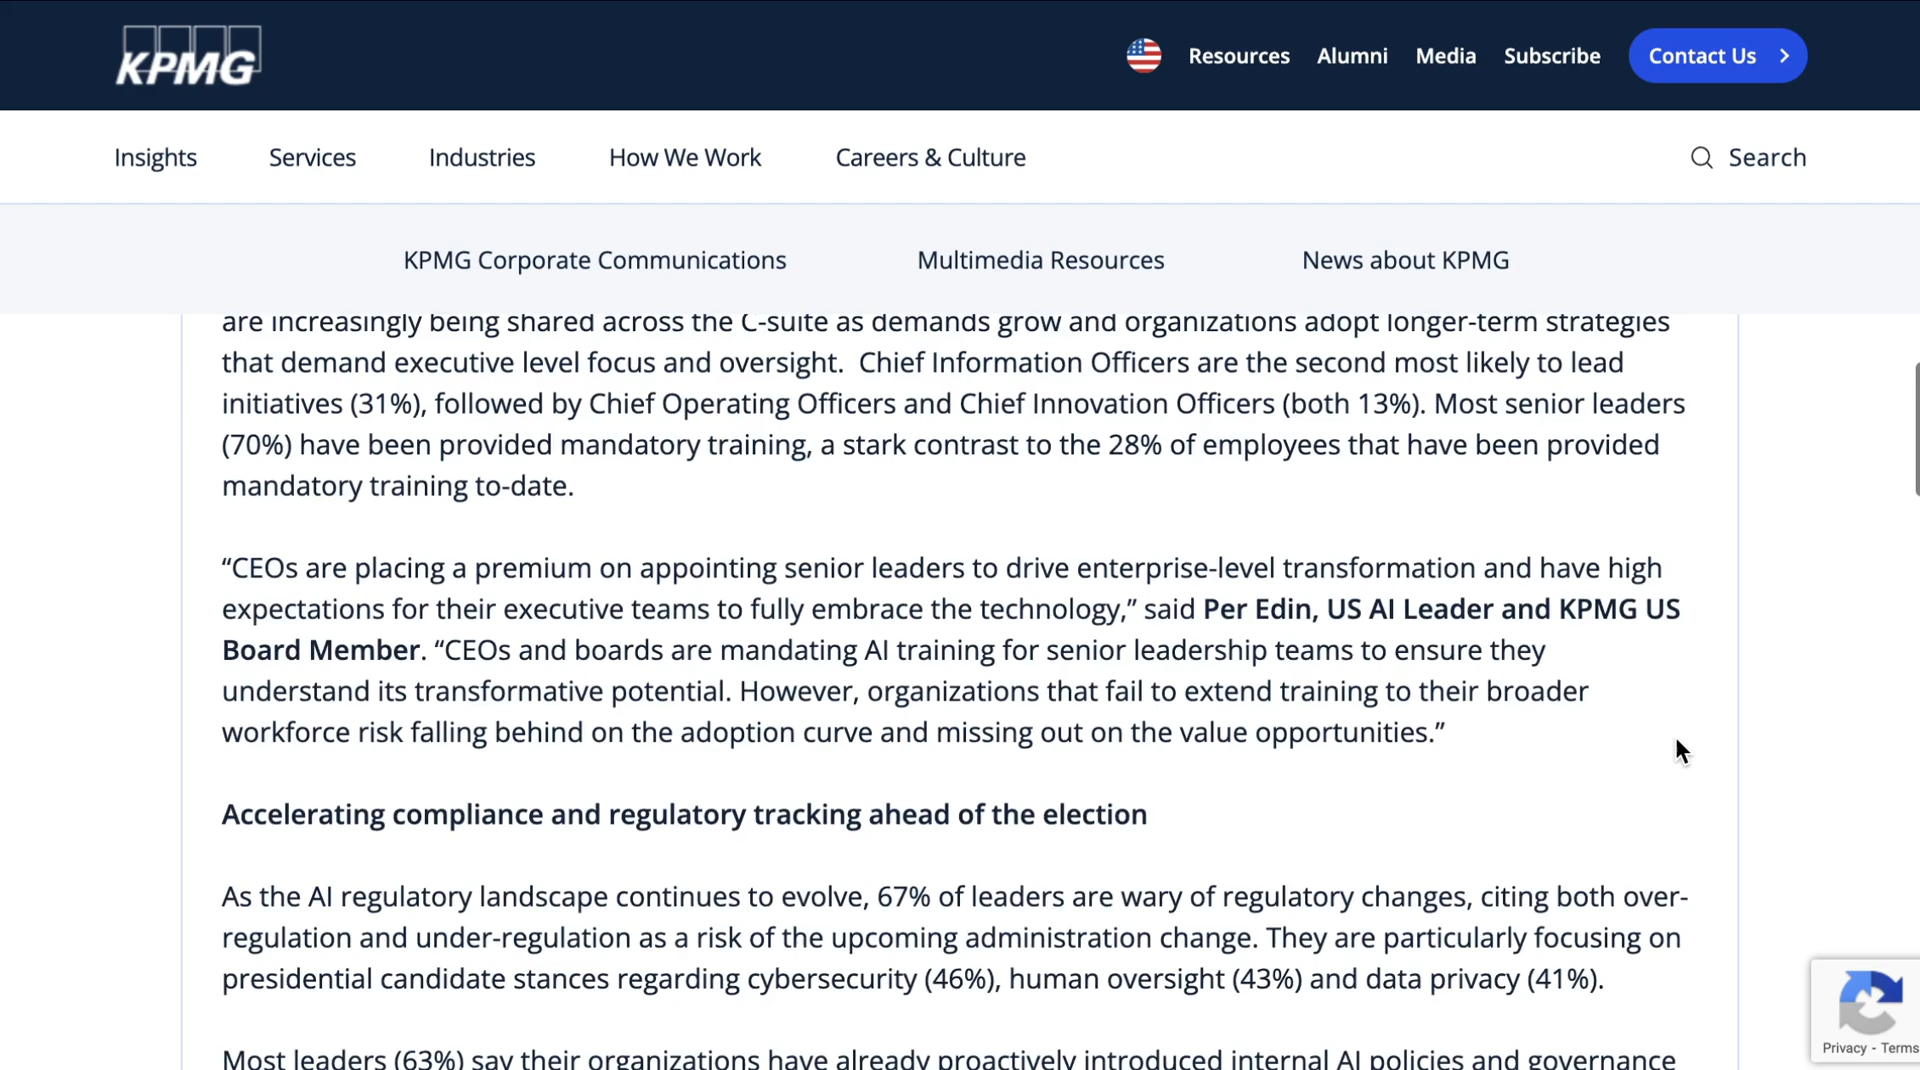 KPMG
Resources
Alumni
Media
Subscribe
Contact Us
Insights
Services
Industries
How We Work
Careers & Culture
Search
KPMG Corporate Communications
Multimedia Resources
News about KPMG
are increasingly being shared across the C-suite as demands grow and organizations adopt longer-term strategies
that demand executive level focus and oversight.  Chief Information Officers are the second most likely to lead
initiatives (31%), followed by Chief Operating Officers and Chief Innovation Officers (both 13%). Most senior leaders
(70%) have been provided mandatory training, a stark contrast to the 28% of employees that have been provided
mandatory training to-date.
“CEOs are placing a premium on appointing senior leaders to drive enterprise-level transformation and have high
expectations for their executive teams to fully embrace the technology,” said Per Edin, US AI Leader and KPMG US
Board Member. “CEOs and boards are mandating AI training for senior leadership teams to ensure they
understand its transformative potential. However, organizations that fail to extend training to their broader
workforce risk falling behind on the adoption curve and missing out on the value opportunities.”
Accelerating compliance and regulatory tracking ahead of the election
As the AI regulatory landscape continues to evolve, 67% of leaders are wary of regulatory changes, citing both over-
regulation and under-regulation as a risk of the upcoming administration change. They are particularly focusing on
presidential candidate stances regarding cybersecurity (46%), human oversight (43%) and data privacy (41%).
Most leaders (63%) say their organizations have already proactively introduced internal AI policies and governance
Privacy - Terms